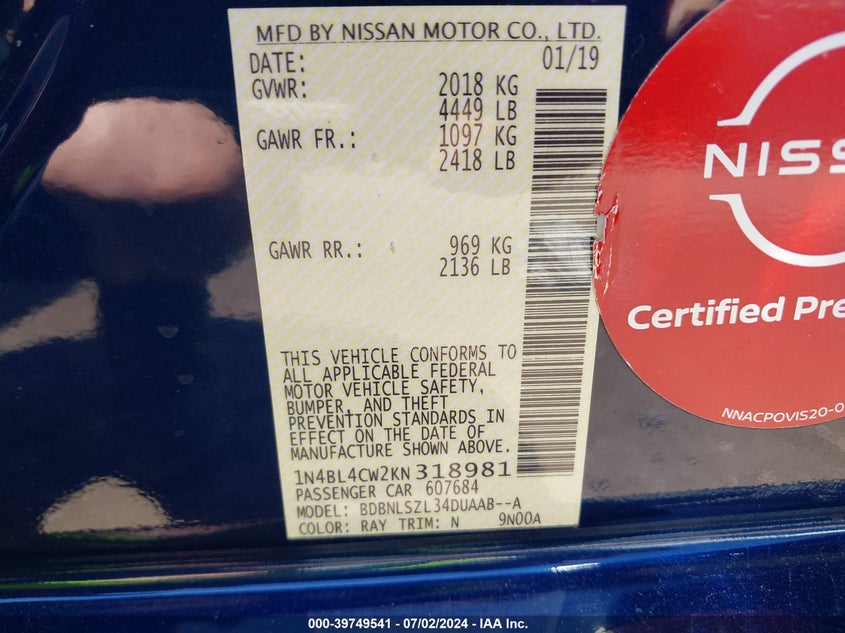 MFD BY NISSAN MOTOR CO., LTD.
DATE: 01/19
GVWR: 2018 KG
4449 LB
GAWR FR.: 1097 KG
2418 LB
GAWR RR.: 969 KG
2136 LB
THIS VEHICLE CONFORMS TO
ALL APPLICABLE FEDERAL
MOTOR VEHICLE SAFETY,
BUMPER, AND THEFT
PREVENTION STANDARDS IN
EFFECT ON THE DATE OF
MANUFACTURE SHOWN ABOVE.
1N4BL4CW2KN318981
PASSENGER CAR 607684
MODEL: BDBNLSZL34DUAAB--A
COLOR: RAY TRIM: N 9N00A
NISS
Certified Pre
NNACPOVIS20-0
000-39749541 - 07/02/2024 - IAA Inc.